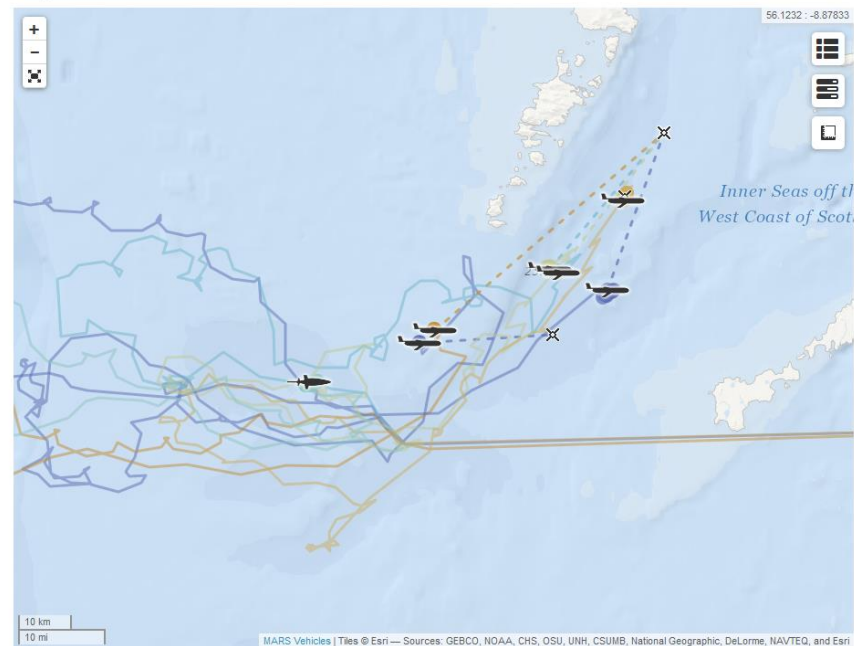 56.1232 : -8.87833
+
−
Inner Seas off th
West Coast of Scot
10 km
10 mi
MARS Vehicles | Tiles © Esri — Sources: GEBCO, NOAA, CHS, OSU, UNH, CSUMB, National Geographic, DeLorme, NAVTEQ, and Esri